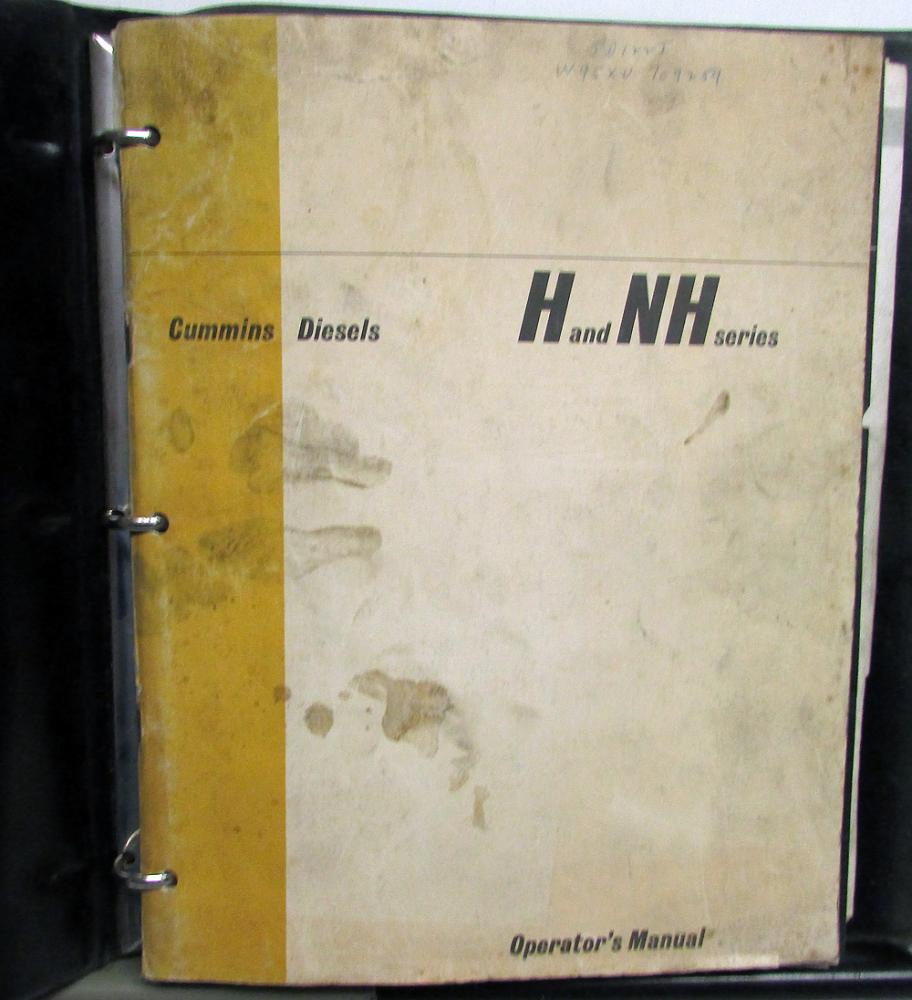 Cummins Diesels
H and NH series
Operator's Manual